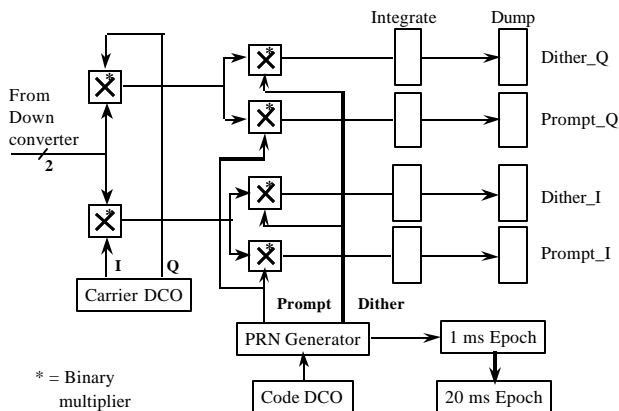 Integrate
Dump
Dither_Q
From
Down
converter
2
Prompt_Q
Dither_I
I
Q
Prompt_I
Carrier DCO
Prompt
Dither
PRN Generator
1 ms Epoch
* = Binary
multiplier
Code DCO
20 ms Epoch
*
*
*
*
*
*